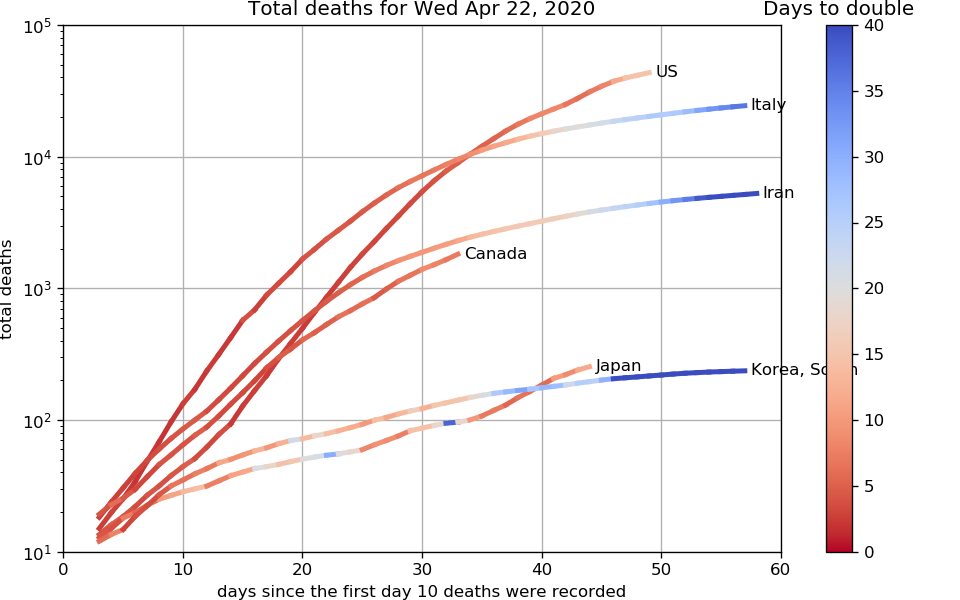 Total deaths for Wed Apr 22, 2020
Days to double
total deaths
10^5
10^4
10^3
10^2
10^1
US
Italy
Iran
Canada
Japan
Korea, So
0 10 20 30 40 50 60
days since the first day 10 deaths were recorded
40
35
30
25
20
15
10
5
0